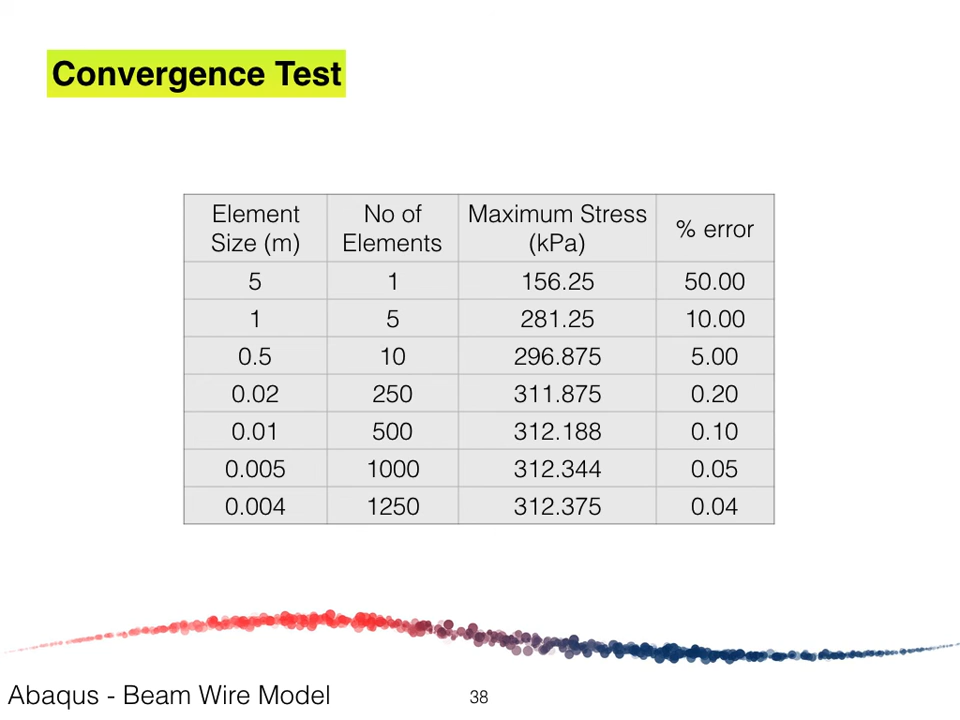 Convergence Test
Element Size (m) No of Elements Maximum Stress (kPa) % error
5 1 156.25 50.00
1 5 281.25 10.00
0.5 10 296.875 5.00
0.02 250 311.875 0.20
0.01 500 312.188 0.10
0.005 1000 312.344 0.05
0.004 1250 312.375 0.04
Abaqus - Beam Wire Model 38